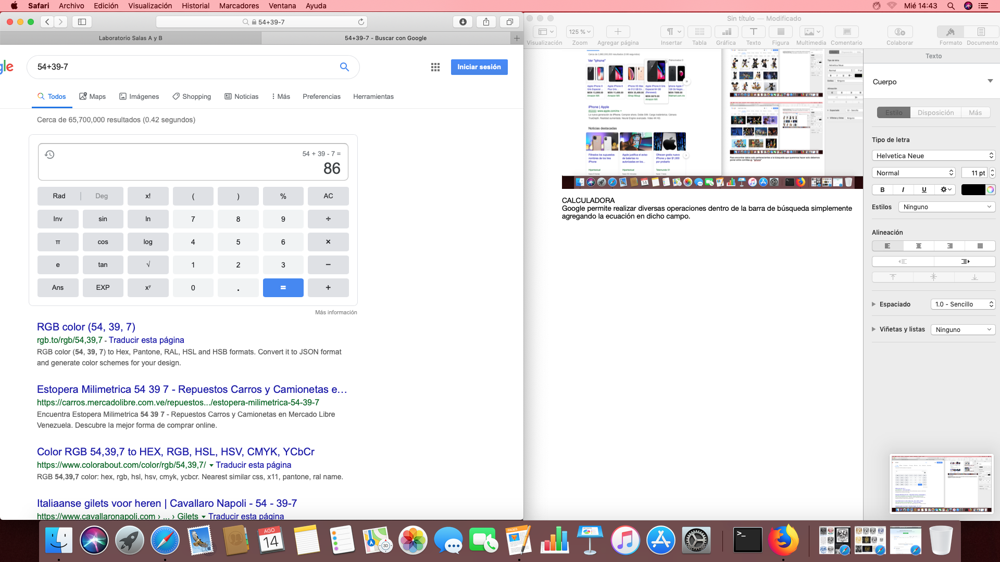 Safari Archivo Edición Visualización Historial Marcadores Ventana Ayuda Mié 14:43
54+39-7
Laboratorio Salas A y B
54+39-7 - Buscar con Google
gle
54+39-7
Iniciar sesión
Todos Maps Imágenes Shopping Noticias Más Preferencias Herramientas
Cerca de 65,700,000 resultados (0.42 segundos)
54 + 39 - 7 =
86
Rad Deg x! ( ) % AC
Inv sin ln 7 8 9 ÷
π cos log 4 5 6 ×
e tan √ 1 2 3 −
Ans EXP xʸ 0 . = +
Más información
RGB color (54, 39, 7)
rgb.to/rgb/54,39,7 - Traducir esta página
RGB color (54, 39, 7) to Hex, Pantone, RAL, HSL and HSB formats. Convert it to JSON format
and generate color schemes for your design.
Estopera Milimetrica 54 39 7 - Repuestos Carros y Camionetas e...
https://carros.mercadolibre.com.ve/repuestos.../estopera-milimetrica-54-39-7
Encuentra Estopera Milimetrica 54 39 7 - Repuestos Carros y Camionetas en Mercado Libre
Venezuela. Descubre la mejor forma de comprar online.
Color RGB 54,39,7 to HEX, RGB, HSL, HSV, CMYK, YCbCr
https://www.colorabout.com/color/rgb/54,39,7/ Traducir esta página
RGB 54,39,7 color: hex, rgb, hsl, hsv, cmyk, ycbcr. Nearest similar css, x11, pantone, ral name.
Italiaanse gilets voor heren | Cavallaro Napoli - 54 - 39-7
https://www.cavallaronapoli.com › ... › Gilets Traducir esta página
Sin título — Modificado
125 %
Visualización Zoom Agregar página Insertar Tabla Gráfica Texto Figura Multimedia Comentario Colaborar Formato Documento
Ver "iphone"
iPhone | Apple
Noticias destacadas
CALCULADORA
Google permite realizar diversas operaciones dentro de la barra de búsqueda simplemente
agregando la ecuación en dicho campo.
Texto
Cuerpo
Estilo Disposición Más
Tipo de letra
Helvetica Neue
Normal 11 pt
B I U
Estilos Ninguno
Alineación
Espaciado 1.0 - Sencillo
Viñetas y listas Ninguno
AGO
14
PAGES